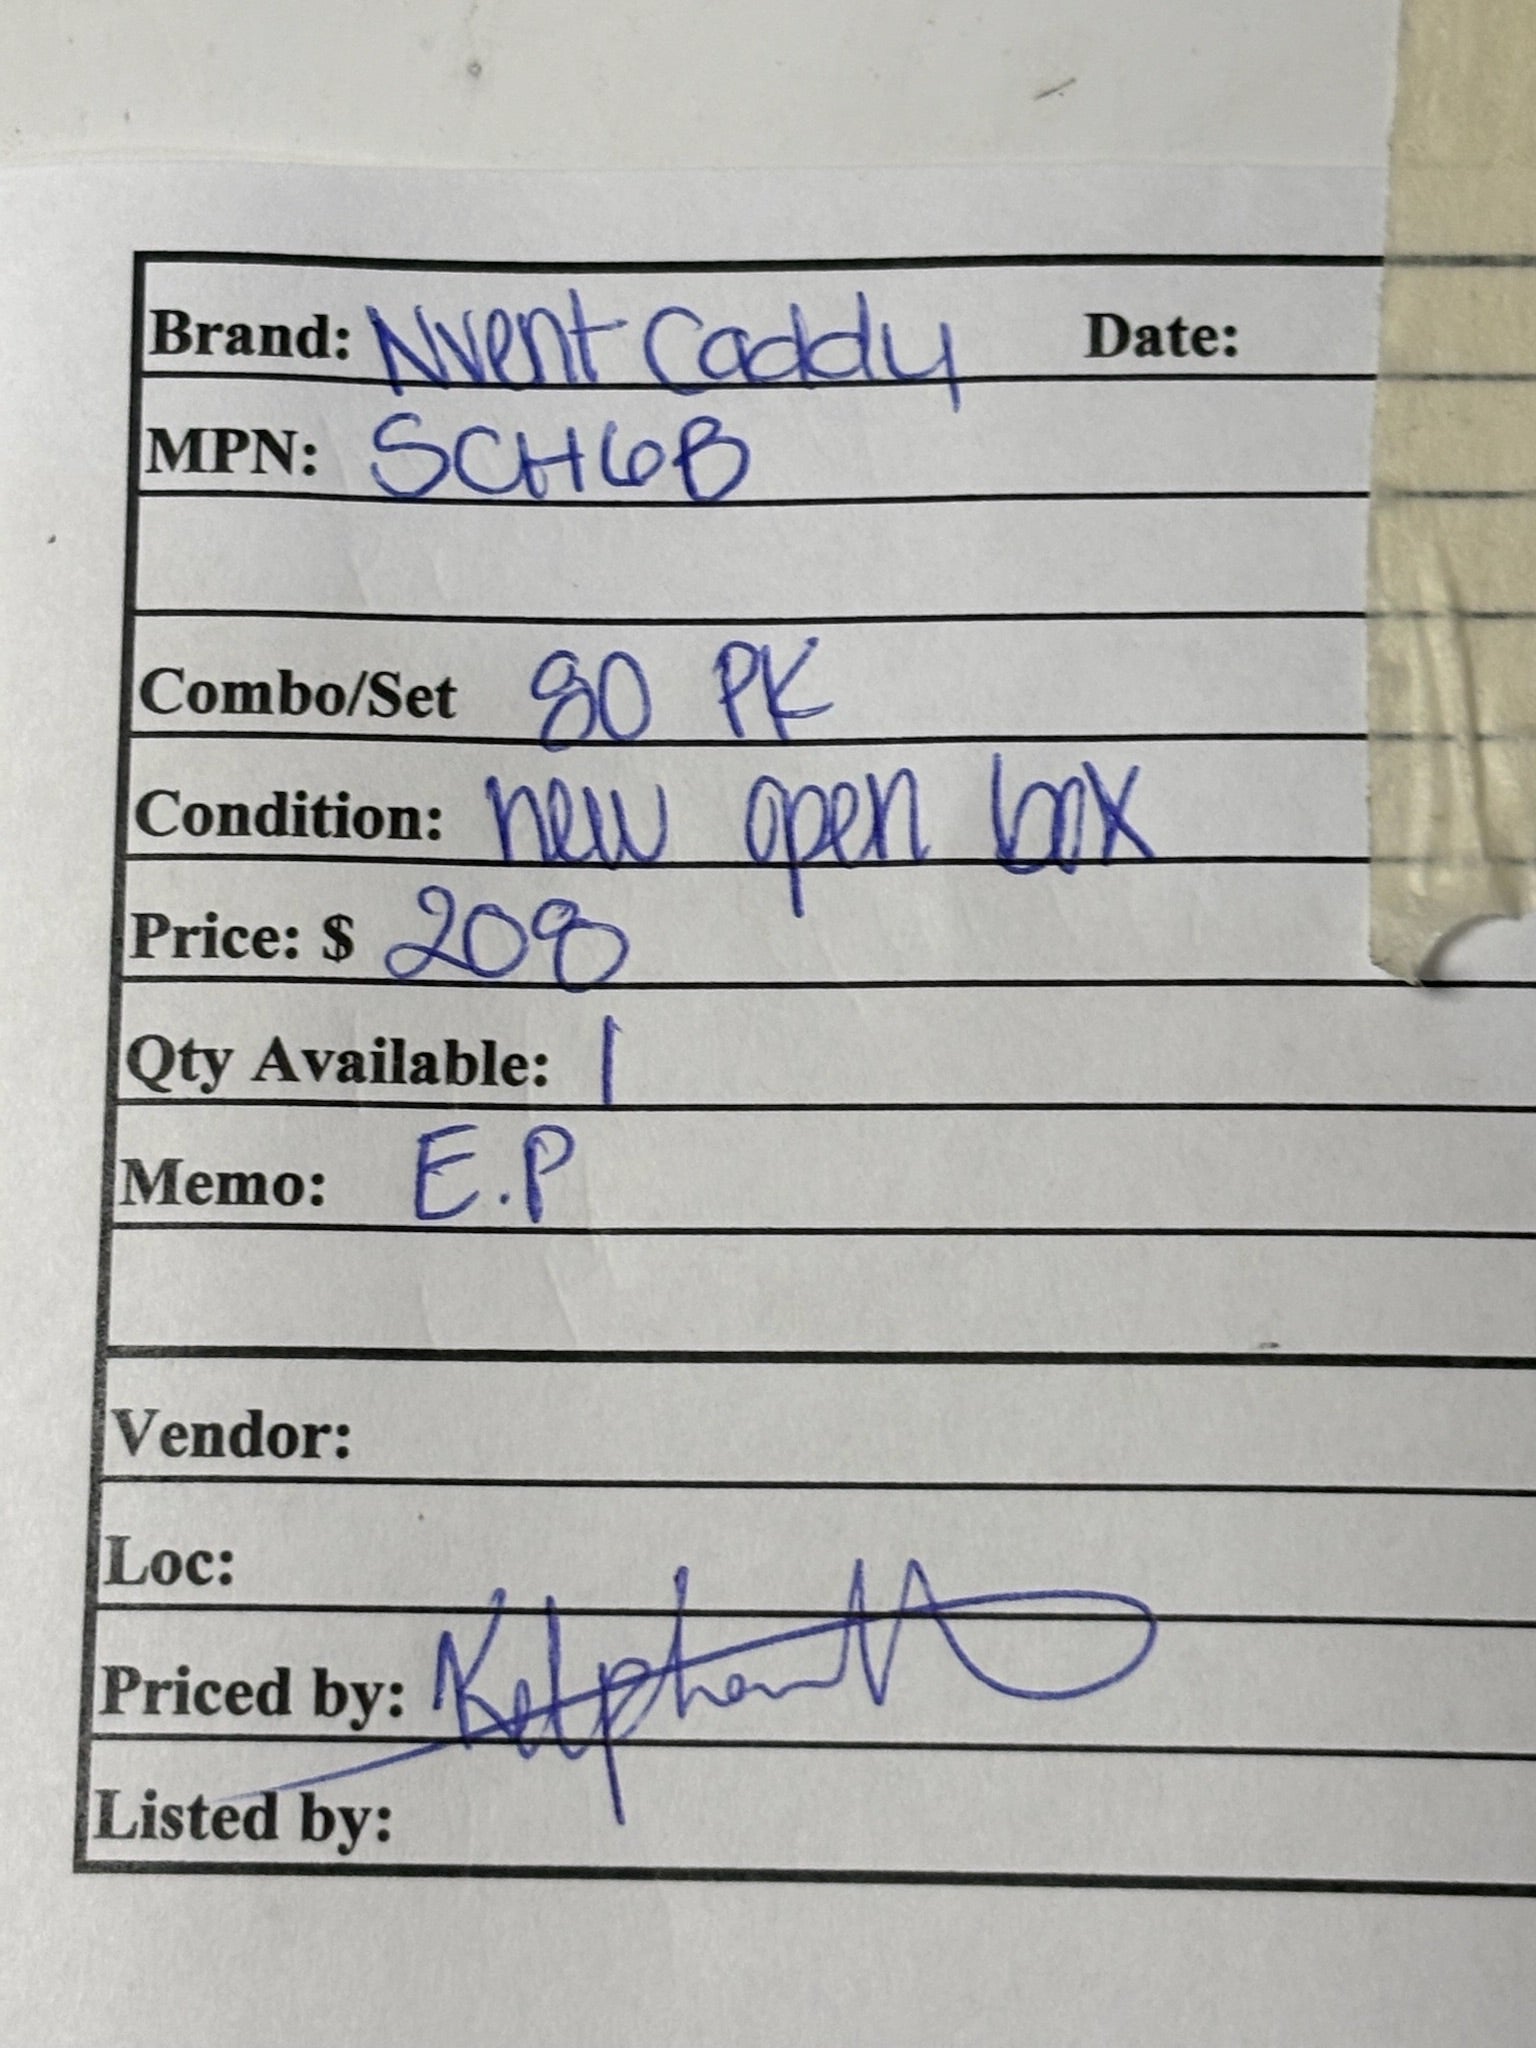 Brand: Nvent Caddy Date:
MPN: SCH6B
Combo/Set 80 PK
Condition: new open box
Price: $ 208
Qty Available: 1
Memo: E.P
Vendor:
Loc:
Priced by:
Listed by: